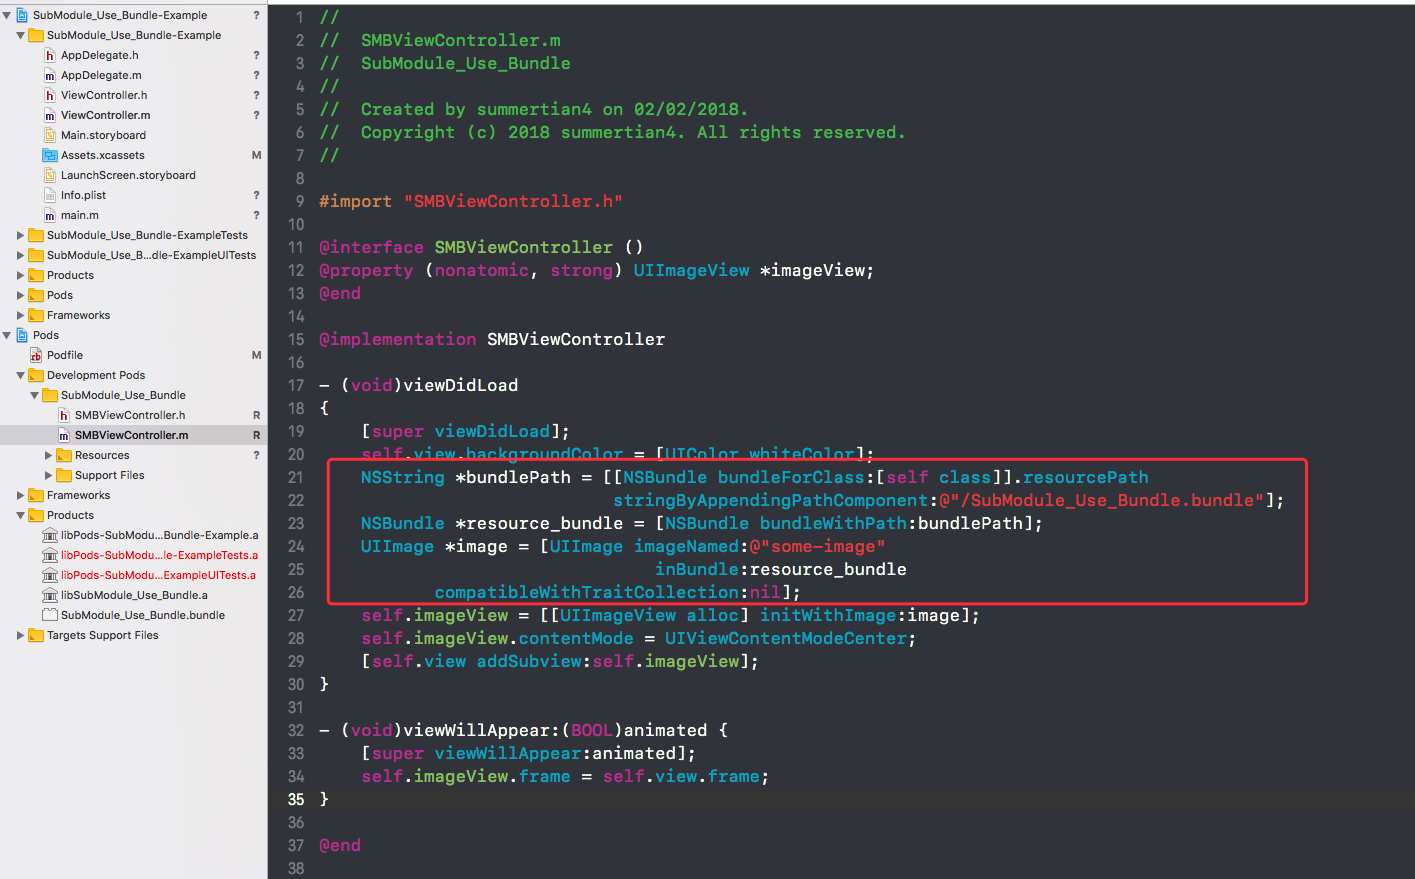 SubModule_Use_Bundle-Example ?
SubModule_Use_Bundle-Example
h AppDelegate.h ?
m AppDelegate.m ?
h ViewController.h ?
m ViewController.m ?
Main.storyboard
Assets.xcassets M
LaunchScreen.storyboard
Info.plist ?
m main.m ?
SubModule_Use_Bundle-ExampleTests
SubModule_Use_B...dle-ExampleUITests
Products
Pods
Frameworks
Pods
rb Podfile M
Development Pods
SubModule_Use_Bundle
h SMBViewController.h R
m SMBViewController.m R
Resources ?
Support Files
Frameworks
Products
libPods-SubModu...Bundle-Example.a
libPods-SubModu...le-ExampleTests.a
libPods-SubModu...ExampleUITests.a
libSubModule_Use_Bundle.a
SubModule_Use_Bundle.bundle
Targets Support Files
1 //
2 //  SMBViewController.m
3 //  SubModule_Use_Bundle
4 //
5 //  Created by summertian4 on 02/02/2018.
6 //  Copyright (c) 2018 summertian4. All rights reserved.
7 //
8
9 #import "SMBViewController.h"
10
11 @interface SMBViewController ()
12 @property (nonatomic, strong) UIImageView *imageView;
13 @end
14
15 @implementation SMBViewController
16
17 - (void)viewDidLoad
18 {
19     [super viewDidLoad];
20     self.view.backgroundColor = [UIColor whiteColor];
21     NSString *bundlePath = [[NSBundle bundleForClass:[self class]].resourcePath
22                             stringByAppendingPathComponent:@"/SubModule_Use_Bundle.bundle"];
23     NSBundle *resource_bundle = [NSBundle bundleWithPath:bundlePath];
24     UIImage *image = [UIImage imageNamed:@"some-image"
25                                 inBundle:resource_bundle
26            compatibleWithTraitCollection:nil];
27     self.imageView = [[UIImageView alloc] initWithImage:image];
28     self.imageView.contentMode = UIViewContentModeCenter;
29     [self.view addSubview:self.imageView];
30 }
31
32 - (void)viewWillAppear:(BOOL)animated {
33     [super viewWillAppear:animated];
34     self.imageView.frame = self.view.frame;
35 }
36
37 @end
38